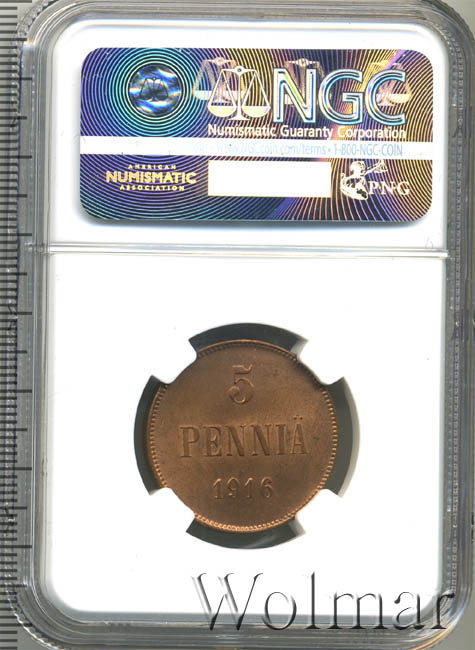 NGC
Numismatic Guaranty Corporation
www.NGCcoin.com/terms • 1-800-NGC-COIN
AMERICAN
NUMISMATIC
ASSOCIATION
PNG
5
PENNIÄ
1916
Wolmar